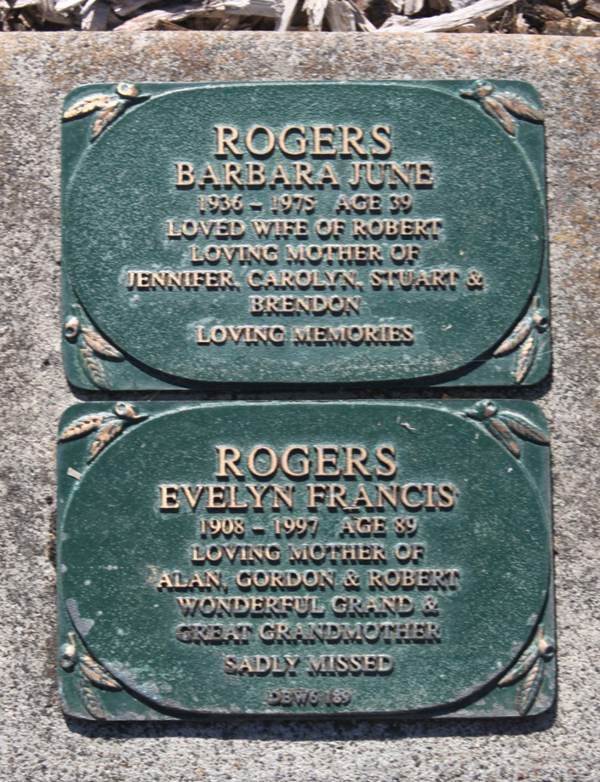 ROGERS
BARBARA JUNE
1936 – 1975 AGE 39
LOVED WIFE OF ROBERT
LOVING MOTHER OF
JENNIFER, CAROLYN, STUART &
BRENDON
LOVING MEMORIES
ROGERS
EVELYN FRANCIS
1908 – 1997 AGE 89
LOVING MOTHER OF
ALAN, GORDON & ROBERT
WONDERFUL GRAND &
GREAT GRANDMOTHER
SADLY MISSED